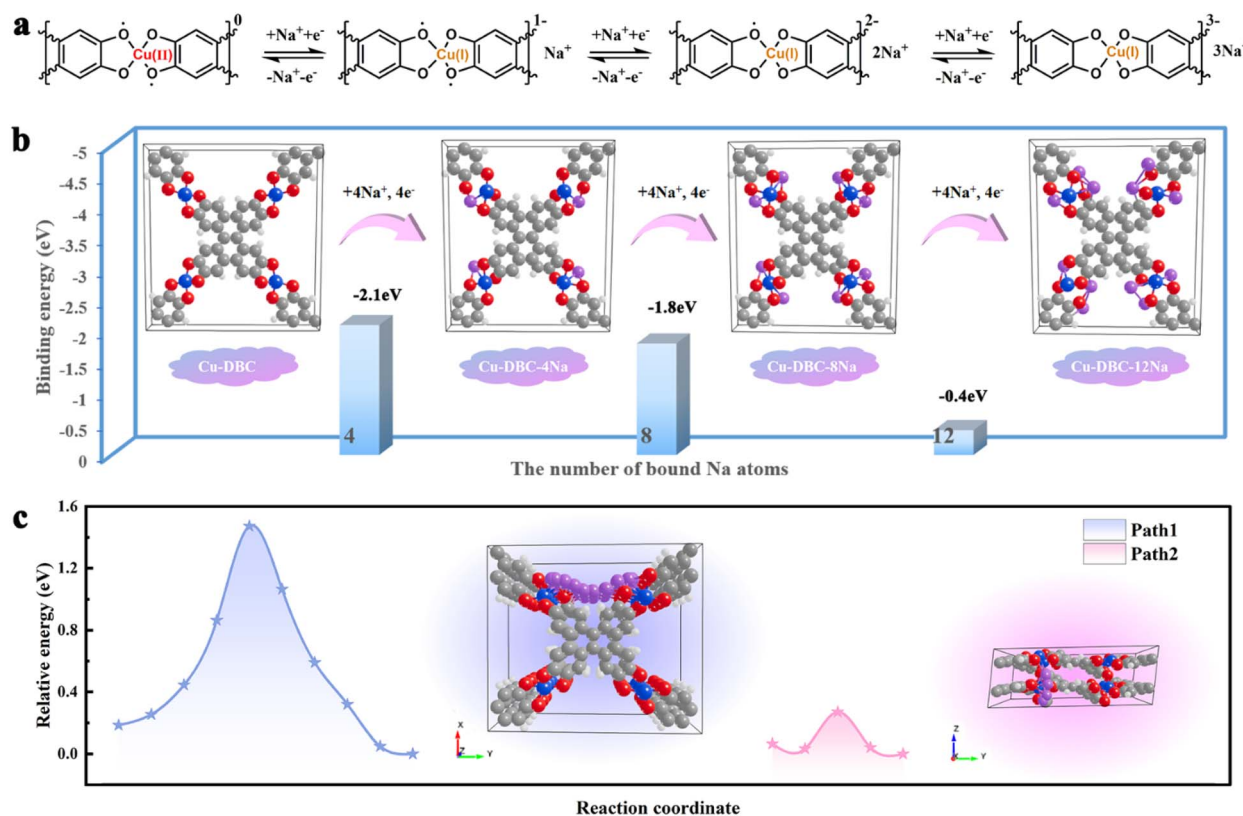 a
0
1-
2-
3-
+Na⁺+e⁻
+Na⁺+e⁻
+Na⁺+e⁻
O O O O Cu(II)
O O O O Cu(I)
Na⁺
O O O O Cu(I)
2Na⁺
O O O O Cu(I)
3Na⁺
-Na⁺-e⁻
-Na⁺-e⁻
-Na⁺-e⁻
b
Binding energy (eV)
-5
-4.5
-4
-3.5
-3
-2.5
-2
-1.5
-1
-0.5
0
+4Na⁺, 4e⁻
+4Na⁺, 4e⁻
+4Na⁺, 4e⁻
-2.1eV
-1.8eV
-0.4eV
Cu-DBC
Cu-DBC-4Na
Cu-DBC-8Na
Cu-DBC-12Na
4
8
12
The number of bound Na atoms
c
Relative energy (eV)
1.6
1.2
0.8
0.4
0.0
Path1
Path2
X
Z
Y
Z
X
Y
Reaction coordinate